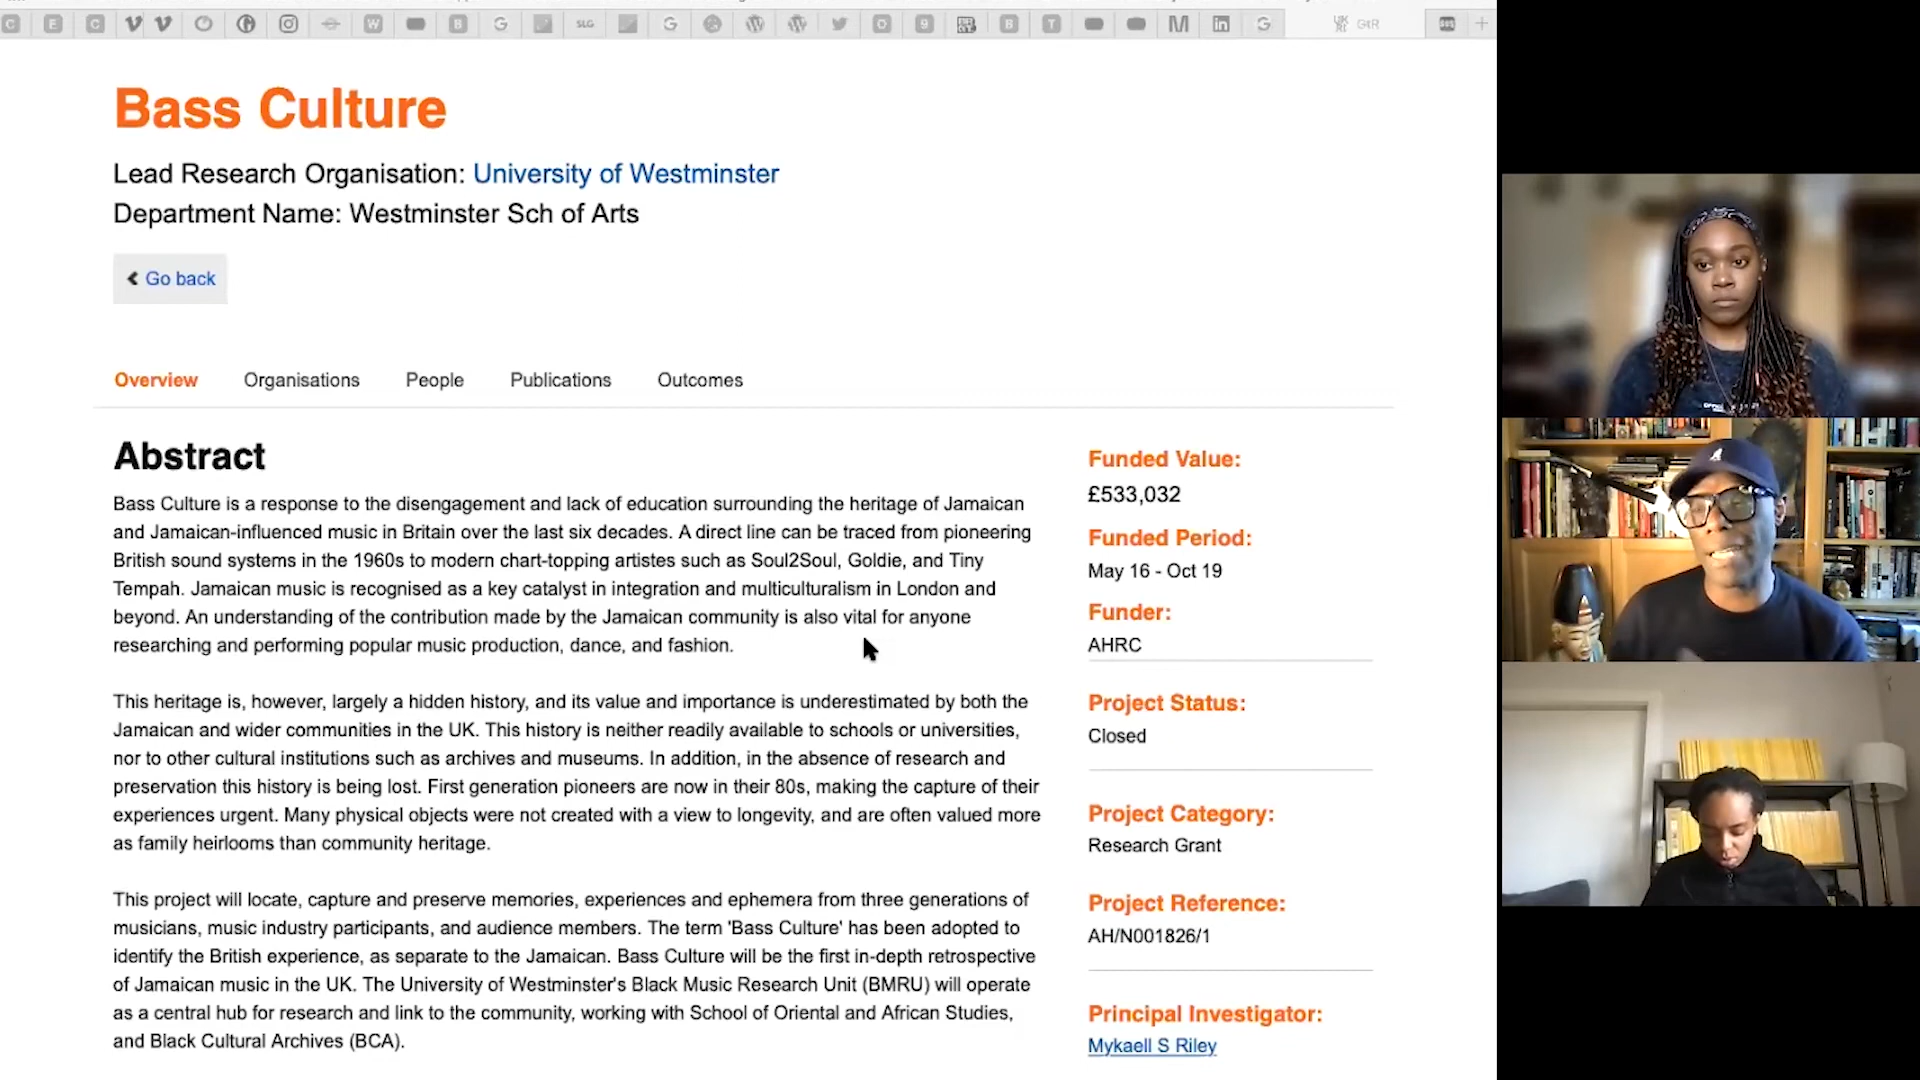 SLG
UK
RI
GtR
Bass Culture
Lead Research Organisation: University of Westminster
Department Name: Westminster Sch of Arts
Go back
Overview
Organisations
People
Publications
Outcomes
Abstract
Bass Culture is a response to the disengagement and lack of education surrounding the heritage of Jamaican
and Jamaican-influenced music in Britain over the last six decades. A direct line can be traced from pioneering
British sound systems in the 1960s to modern chart-topping artistes such as Soul2Soul, Goldie, and Tiny
Tempah. Jamaican music is recognised as a key catalyst in integration and multiculturalism in London and
beyond. An understanding of the contribution made by the Jamaican community is also vital for anyone
researching and performing popular music production, dance, and fashion.
This heritage is, however, largely a hidden history, and its value and importance is underestimated by both the
Jamaican and wider communities in the UK. This history is neither readily available to schools or universities,
nor to other cultural institutions such as archives and museums. In addition, in the absence of research and
preservation this history is being lost. First generation pioneers are now in their 80s, making the capture of their
experiences urgent. Many physical objects were not created with a view to longevity, and are often valued more
as family heirlooms than community heritage.
This project will locate, capture and preserve memories, experiences and ephemera from three generations of
musicians, music industry participants, and audience members. The term 'Bass Culture' has been adopted to
identify the British experience, as separate to the Jamaican. Bass Culture will be the first in-depth retrospective
of Jamaican music in the UK. The University of Westminster's Black Music Research Unit (BMRU) will operate
as a central hub for research and link to the community, working with School of Oriental and African Studies,
and Black Cultural Archives (BCA).
Funded Value:
£533,032
Funded Period:
May 16 - Oct 19
Funder:
AHRC
Project Status:
Closed
Project Category:
Research Grant
Project Reference:
AH/N001826/1
Principal Investigator:
Mykaell S Riley